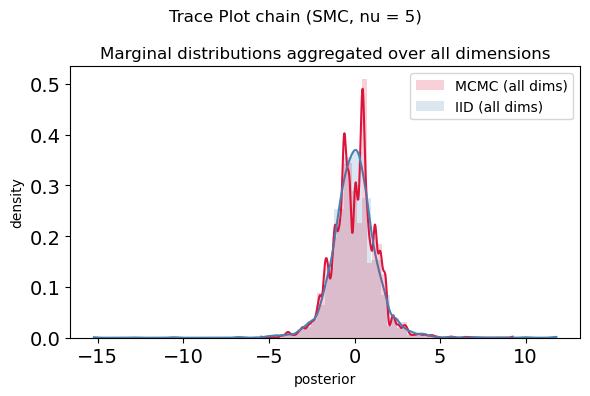 Trace Plot chain (SMC, nu = 5)
Marginal distributions aggregated over all dimensions
MCMC (all dims)
IID (all dims)
density
0.5
0.4
0.3
0.2
0.1
0.0
−15
−10
−5
0
5
10
posterior